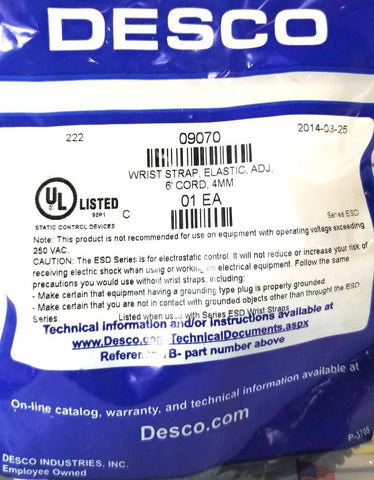 DESCO
222 09070 2014-03-25
WRIST STRAP, ELASTIC, ADJ.
6' CORD, 4MM.
UL LISTED 01 EA
90P1 C
STATIC CONTROL DEVICES Series ESD
Note: This product is not recommended for use on equipment with operating voltage exceeding
250 VAC.
CAUTION: The ESD Series is for electrostatic control. It will not reduce or increase your risk of
receiving electric shock when using or working on electrical equipment. Follow the same
precautions you would use without wrist straps, including:
- Make certain that equipment having a grounding type plug is properly grounded.
- Make certain that you are not in contact with grounded objects other than throught the ESD
Series. Listed when used with Series ESD Wrist Straps
Technical information and/or instructions available at
www.Desco.com TechnicalDocuments.aspx
Reference B- part number above
On-line catalog, warranty, and technical information available at
Desco.com
P-3795
DESCO INDUSTRIES, INC.
Employee Owned